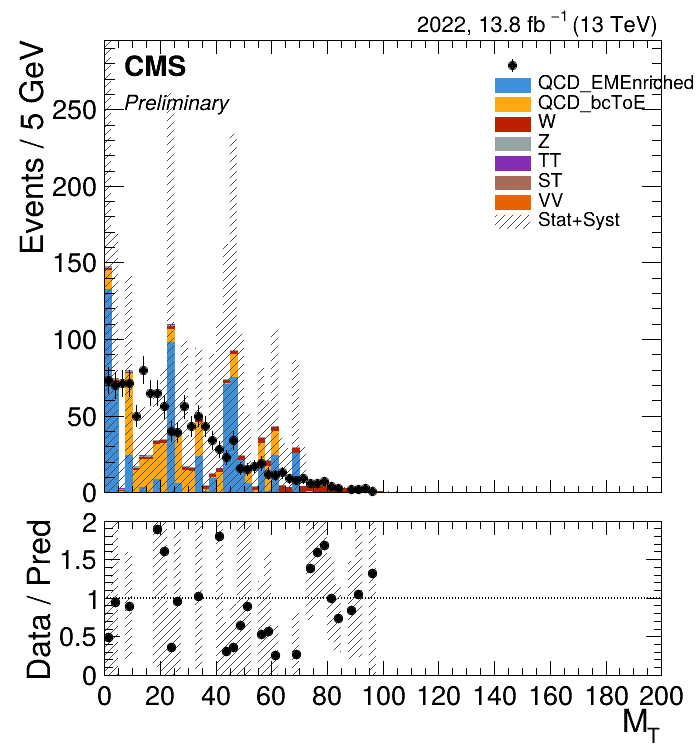 2022, 13.8 fb⁻¹ (13 TeV)
CMS
Preliminary
QCD_EMEnriched
QCD_bcToE
W
Z
TT
ST
VV
Stat+Syst
Events / 5 GeV
250
200
150
100
50
0
Data / Pred
2
1.5
1
0.5
0
0 20 40 60 80 100 120 140 160 180 200
M_T